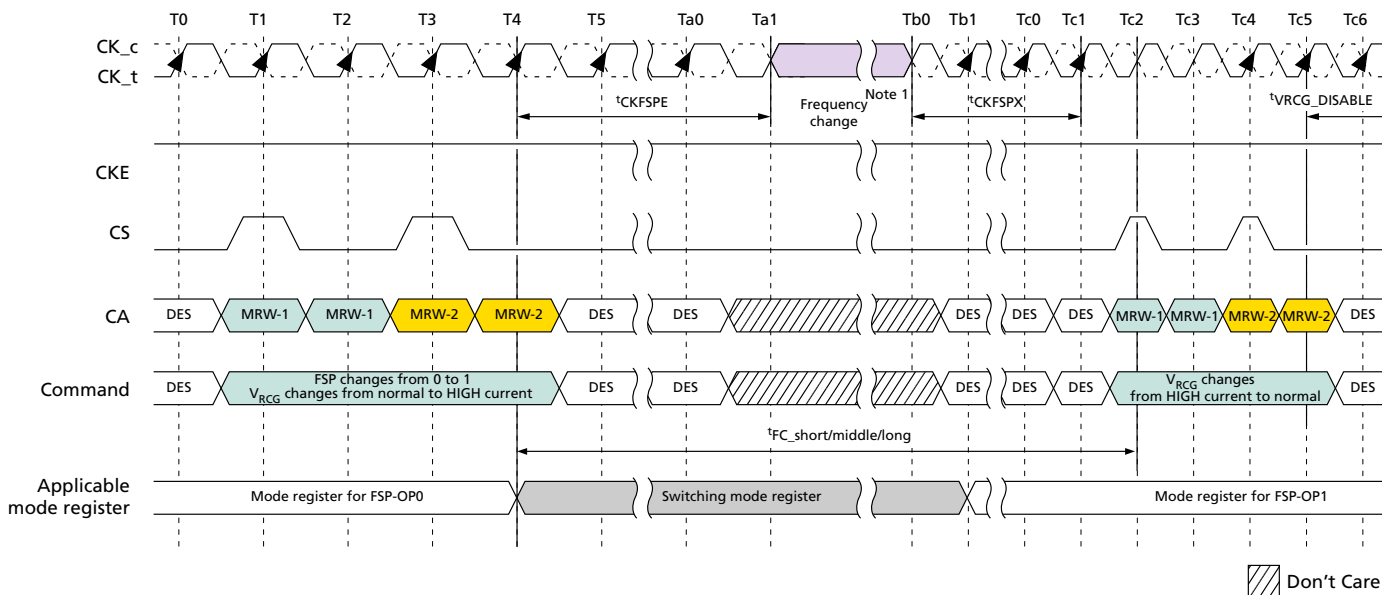 T0 T1 T2 T3 T4 T5 Ta0 Ta1 Tb0 Tb1 Tc0 Tc1 Tc2 Tc3 Tc4 Tc5 Tc6
CK_c
CK_t
tCKFSPE
Frequency
change
Note 1
tCKFSPX
tVRCG_DISABLE
CKE
CS
CA
DES MRW-1 MRW-1 MRW-2 MRW-2 DES DES DES DES DES MRW-1 MRW-1 MRW-2 MRW-2 DES
Command
DES
FSP changes from 0 to 1
VRCG changes from normal to HIGH current
DES DES DES DES DES
VRCG changes
from HIGH current to normal
DES
tFC_short/middle/long
Applicable
mode register
Mode register for FSP-OP0
Switching mode register
Mode register for FSP-OP1
Don't Care